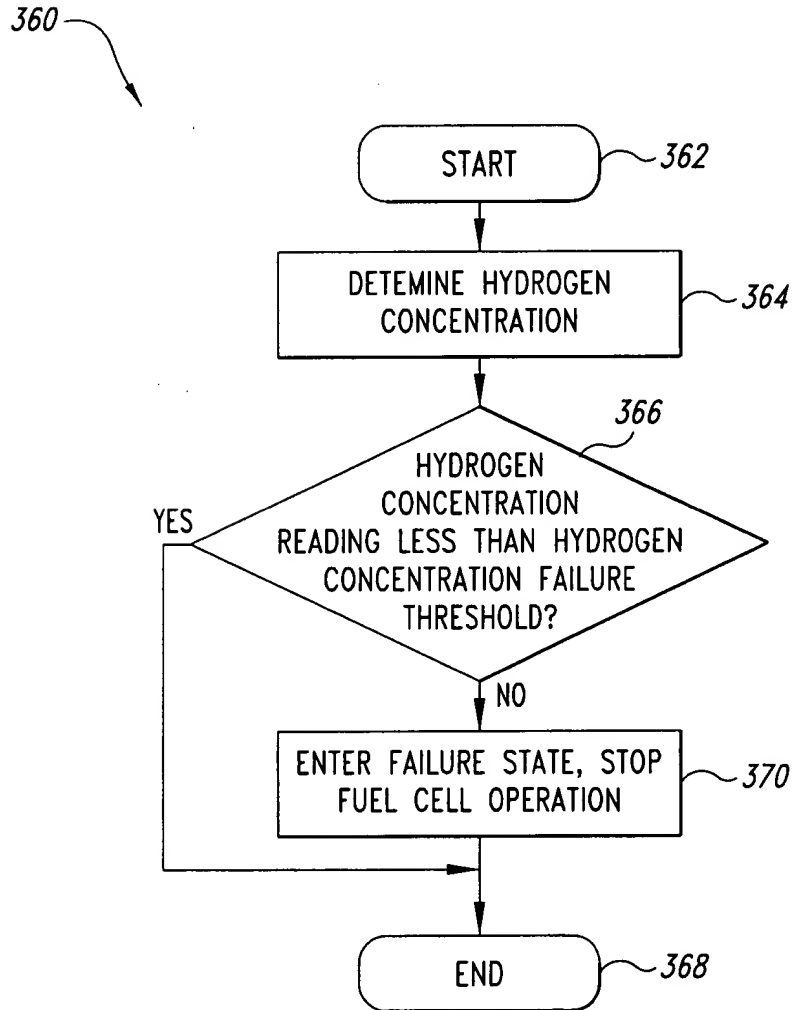 360
START
362
DETEMINE HYDROGEN
CONCENTRATION
364
366
HYDROGEN
CONCENTRATION
READING LESS THAN HYDROGEN
CONCENTRATION FAILURE
THRESHOLD?
YES
NO
ENTER FAILURE STATE, STOP
FUEL CELL OPERATION
370
END
368